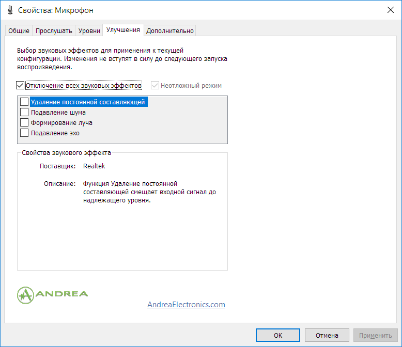 Свойства: Микрофон
Общие Прослушать Уровни Улучшения Дополнительно
Выбор звуковых эффектов для применения к текущей
конфигурации. Изменения не вступят в силу до следующего запуска
воспроизведения.
Отключение всех звуковых эффектов Неотложный режим
Удаление постоянной составляющей
Подавление шума
Формирование луча
Подавление эхо
Свойства звукового эффекта
Поставщик: Realtek
Описание: Функция Удаление постоянной
составляющей смещает входной сигнал до
надлежащего уровня.
ANDREA
AndreaElectronics.com
OK Отмена Применить